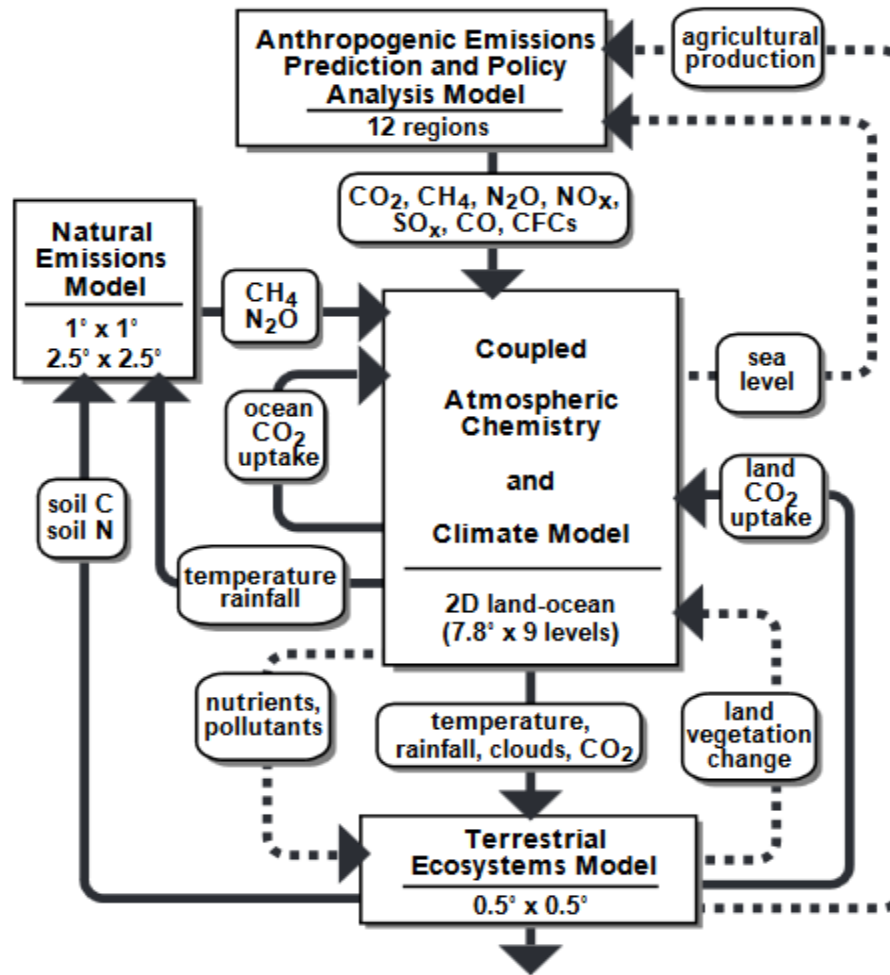 Anthropogenic Emissions
Prediction and Policy
Analysis Model
12 regions
agricultural
production
CO₂, CH₄, N₂O, NOₓ,
SOₓ, CO, CFCs
Natural
Emissions
Model
1° x 1°
2.5° x 2.5°
CH₄
N₂O
Coupled
Atmospheric
Chemistry
and
Climate Model
2D land-ocean
(7.8° x 9 levels)
sea
level
ocean
CO₂
uptake
land
CO₂
uptake
soil C
soil N
temperature
rainfall
nutrients,
pollutants
temperature,
rainfall, clouds, CO₂
land
vegetation
change
Terrestrial
Ecosystems Model
0.5° x 0.5°